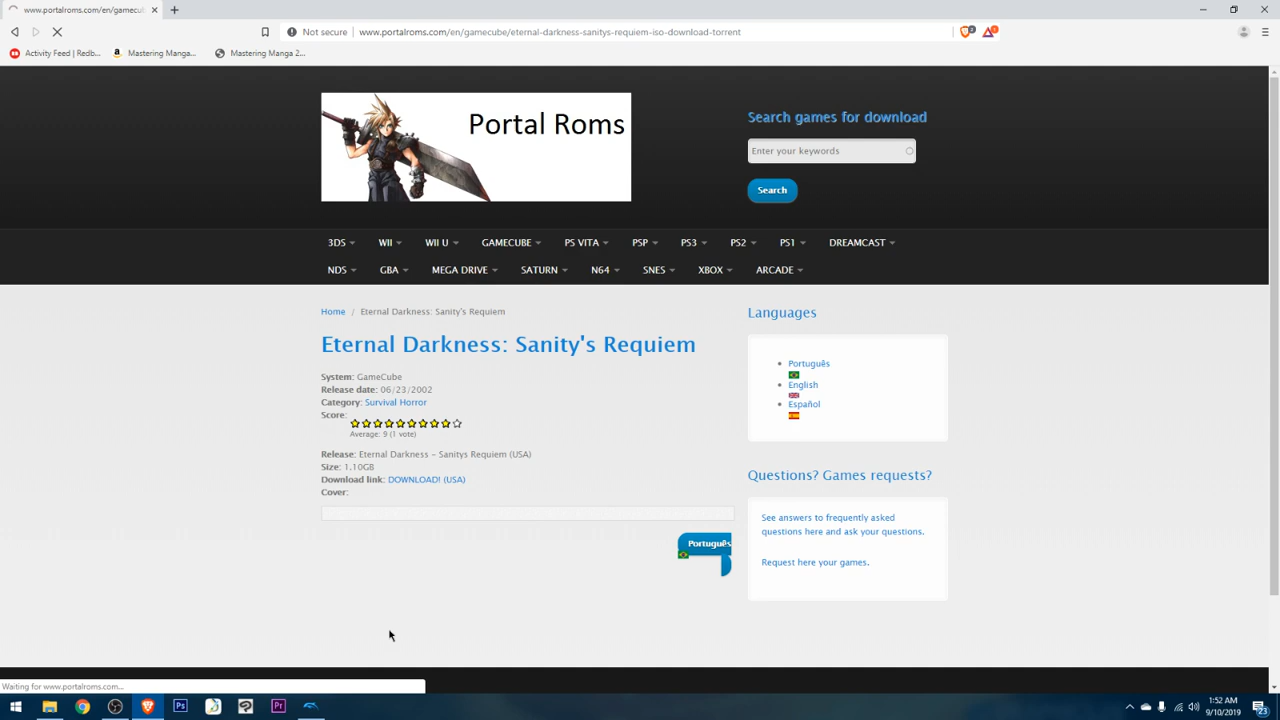 www.portalroms.com/en/gamecul
Not secure www.portalroms.com/en/gamecube/eternal-darkness-sanitys-requiem-iso-download-torrent
Activity Feed | Redb... Mastering Manga... Mastering Manga 2...
Portal Roms
Search games for download
Enter your keywords
Search
3DS WII WII U GAMECUBE PS VITA PSP PS3 PS2 PS1 DREAMCAST
NDS GBA MEGA DRIVE SATURN N64 SNES XBOX ARCADE
Home / Eternal Darkness: Sanity's Requiem
Eternal Darkness: Sanity's Requiem
System: GameCube
Release date: 06/23/2002
Category: Survival Horror
Score:
Average: 9 (1 vote)
Release: Eternal Darkness - Sanitys Requiem (USA)
Size: 1,10GB
Download link: DOWNLOAD! (USA)
Cover:
Português
Languages
Português
English
Español
Questions? Games requests?
See answers to frequently asked
questions here and ask your questions.
Request here your games.
Waiting for www.portalroms.com...
Ps Pr
1:52 AM
9/10/2019
23